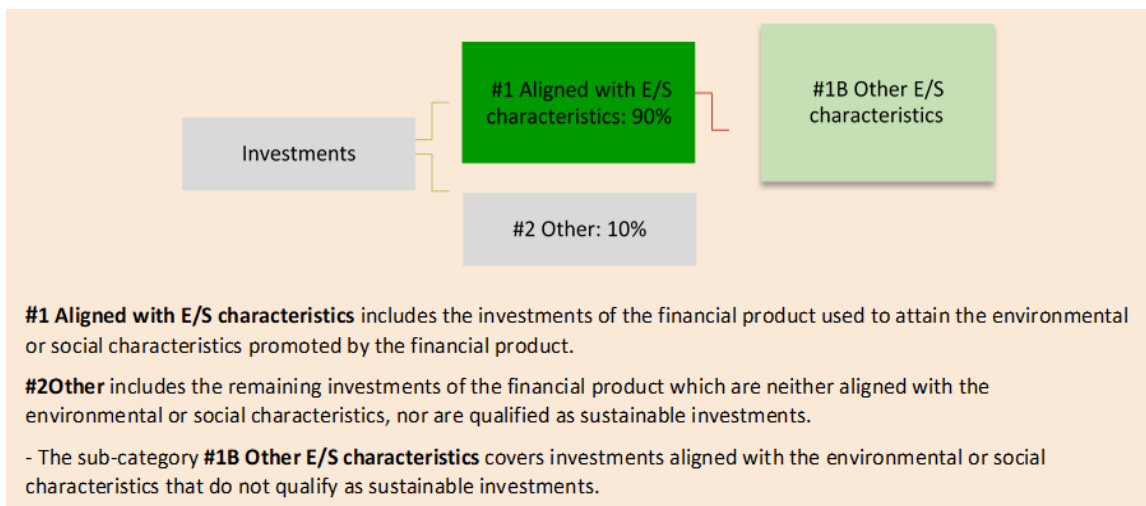 #1 Aligned with E/S
characteristics: 90%
#1B Other E/S
characteristics
Investments
#2 Other: 10%
#1 Aligned with E/S characteristics includes the investments of the financial product used to attain the environmental
or social characteristics promoted by the financial product.
#2Other includes the remaining investments of the financial product which are neither aligned with the
environmental or social characteristics, nor are qualified as sustainable investments.
- The sub-category #1B Other E/S characteristics covers investments aligned with the environmental or social
characteristics that do not qualify as sustainable investments.